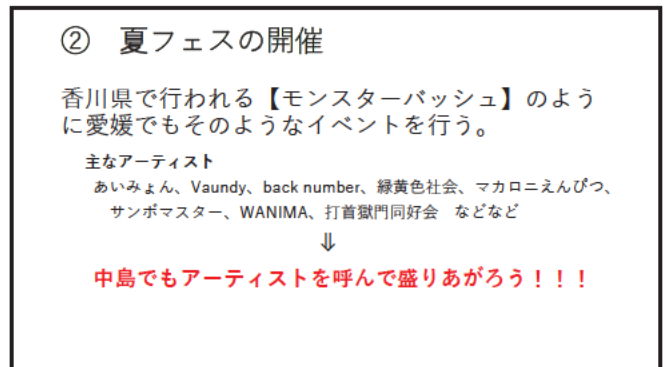 ② 夏フェスの開催
香川県で行われる【モンスターバッシュ】のよう
に愛媛でもそのようなイベントを行う。
主なアーティスト
あいみょん、Vaundy、back number、緑黄色社会、マカロニえんぴつ、
サンボマスター、WANIMA、打首獄門同好会 などなど
⇓
中島でもアーティストを呼んで盛りあがろう！！！